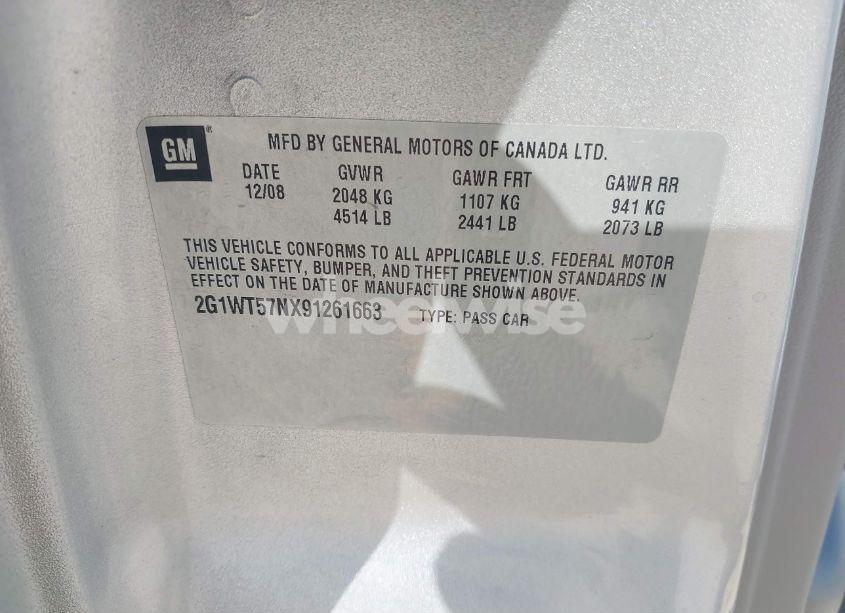 GM ®
MFD BY GENERAL MOTORS OF CANADA LTD.
DATE GVWR GAWR FRT GAWR RR
12/08 2048 KG 1107 KG 941 KG
4514 LB 2441 LB 2073 LB
THIS VEHICLE CONFORMS TO ALL APPLICABLE U.S. FEDERAL MOTOR
VEHICLE SAFETY, BUMPER, AND THEFT PREVENTION STANDARDS IN
EFFECT ON THE DATE OF MANUFACTURE SHOWN ABOVE.
2G1WT57NX91261663 TYPE: PASS CAR
wheelwise